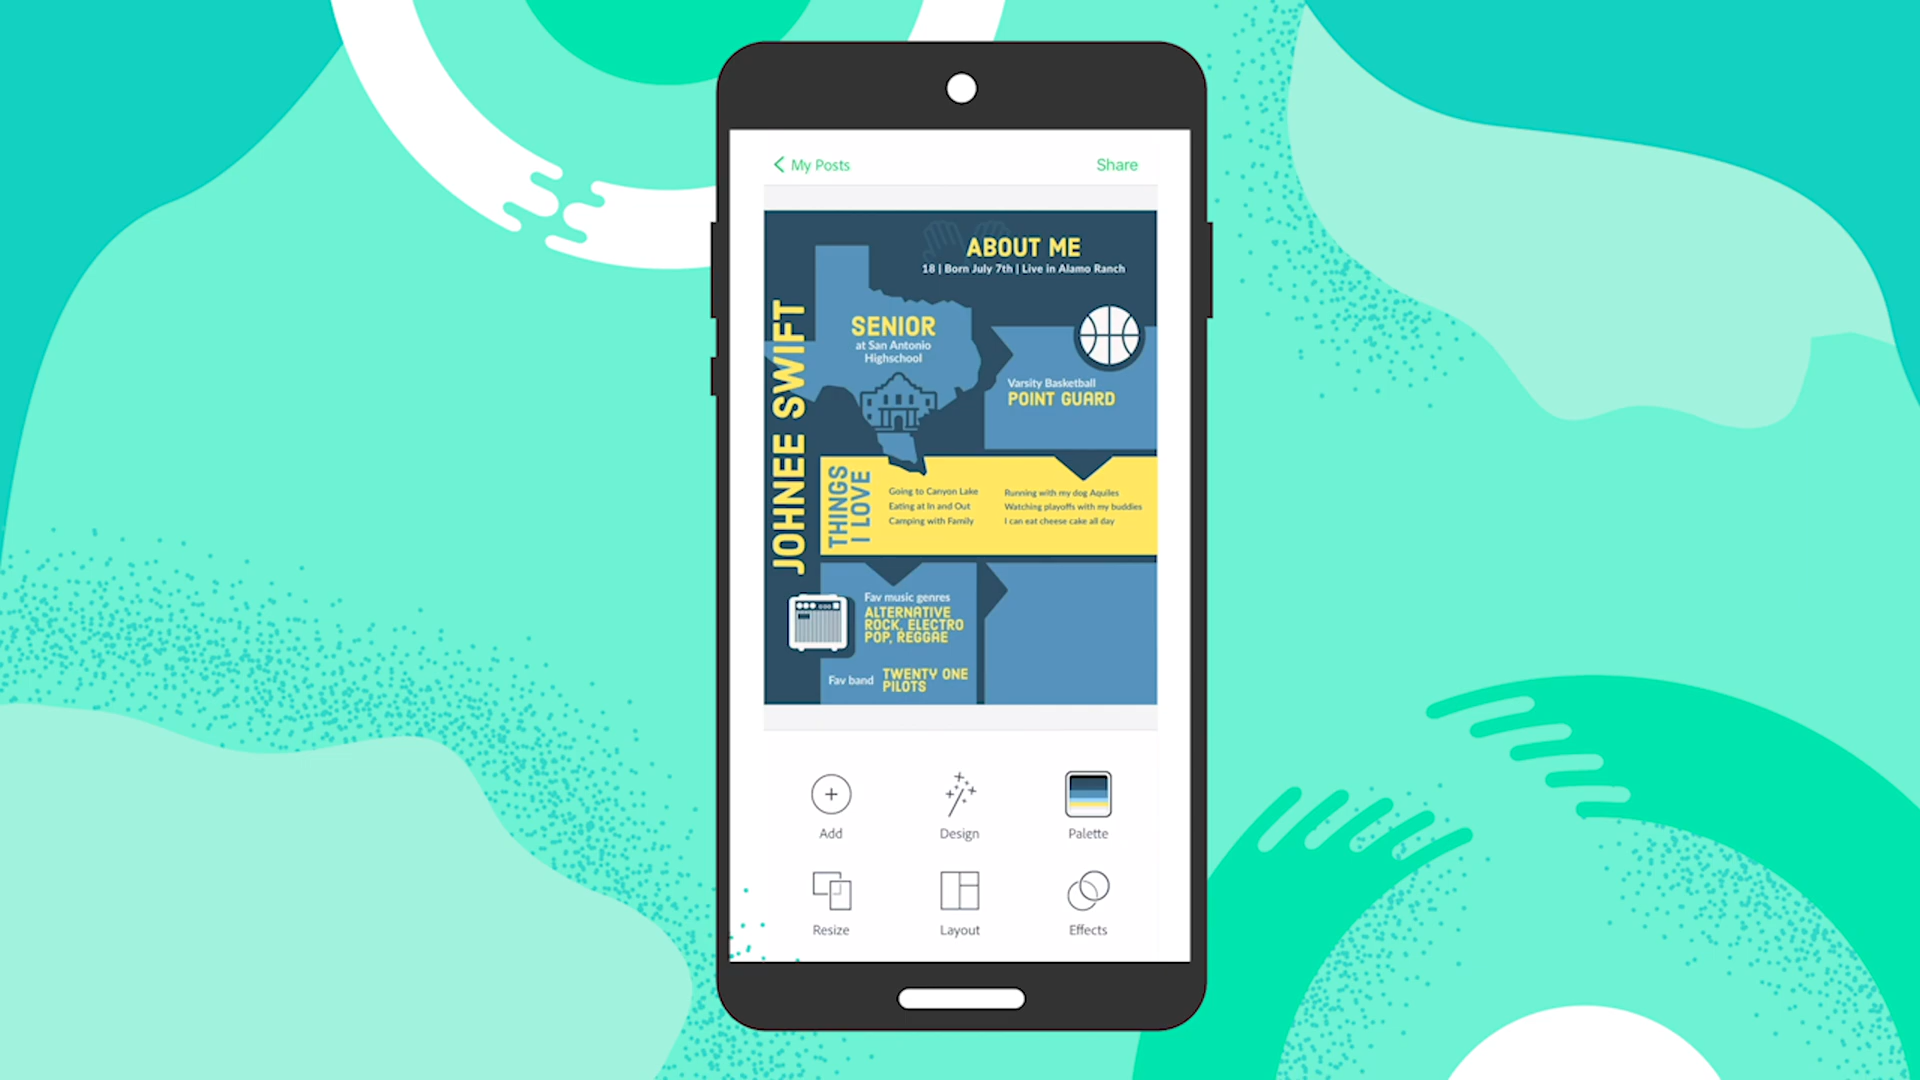 My Posts
Share
ABOUT ME
18 | Born July 7th | Live in Alamo Ranch
JOHNEE SWIFT
SENIOR
at San Antonio
Highschool
Varsity Basketball
POINT GUARD
THINGS
I LOVE
Going to Canyon Lake
Eating at In and Out
Camping with Family
Running with my dog Aquiles
Watching playoffs with my buddies
I can eat cheese cake all day
Fav music genres
ALTERNATIVE
ROCK, ELECTRO
POP, REGGAE
Fav band
TWENTY ONE
PILOTS
Add
Design
Palette
Resize
Layout
Effects